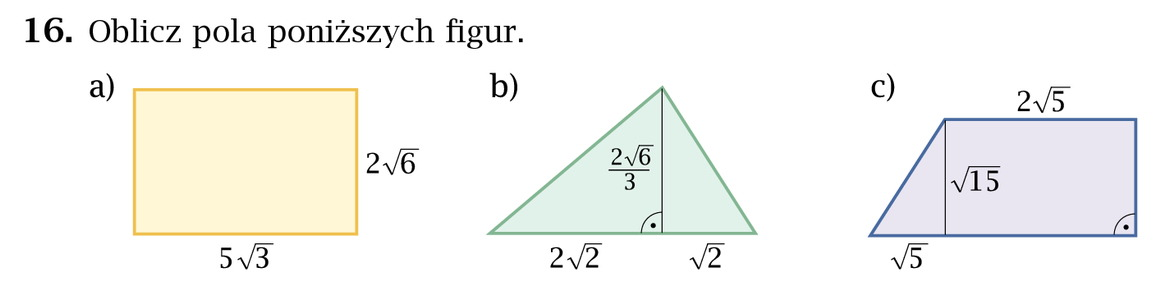 16. Oblicz pola poniższych figur.
a) b) c)
2√5
2√6
2√6/3
√15
5√3 2√2 √2 √5